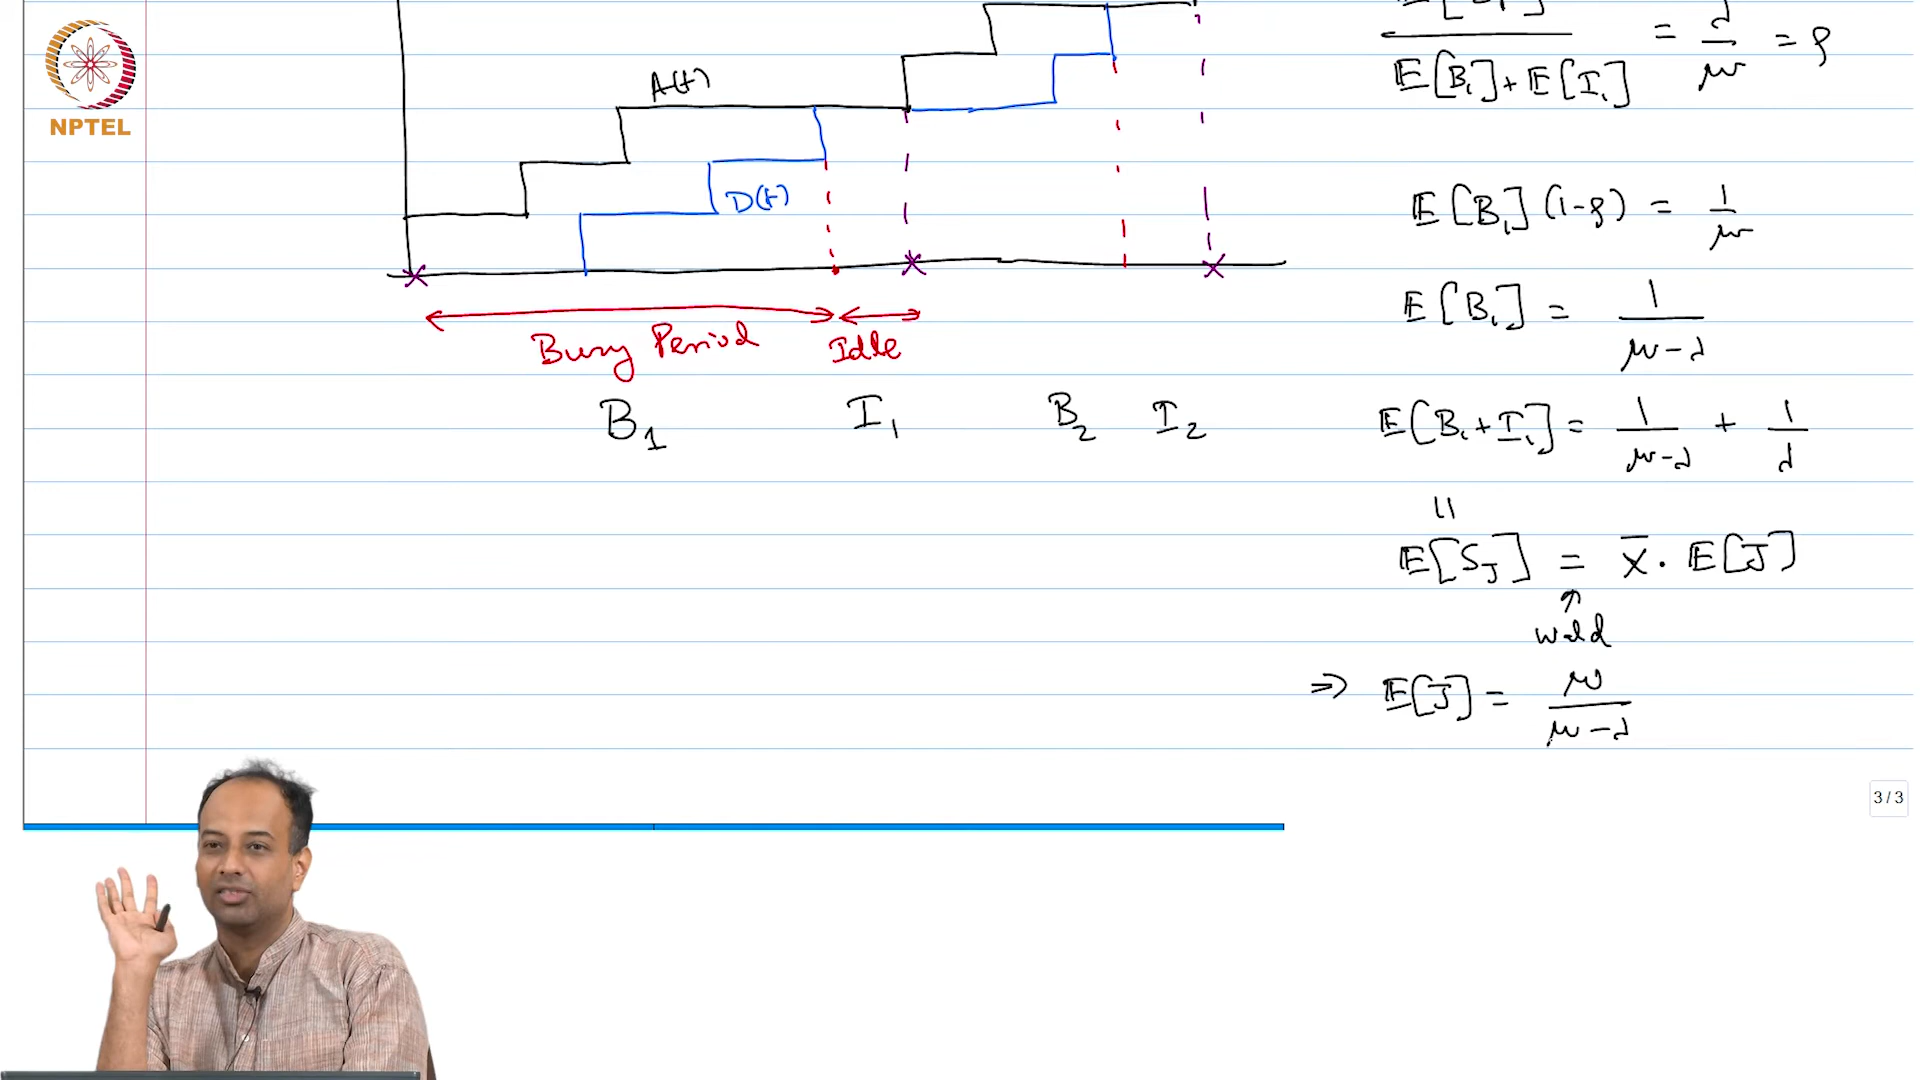 NPTEL
A(t)
D(t)
Busy Period
Idle
B₁ I₁ B₂ I₂
E[B₁] + E[I₁] = λ/μ = ρ
E[B₁](1-ρ) = 1/μ
E[B₁] = 1/(μ-λ)
E[B₁+I₁] = 1/(μ-λ) + 1/λ
||
E[S_J] = X̄ · E[J]
↑
wald
⇒ E[J] = μ/(μ-λ)
3 / 3